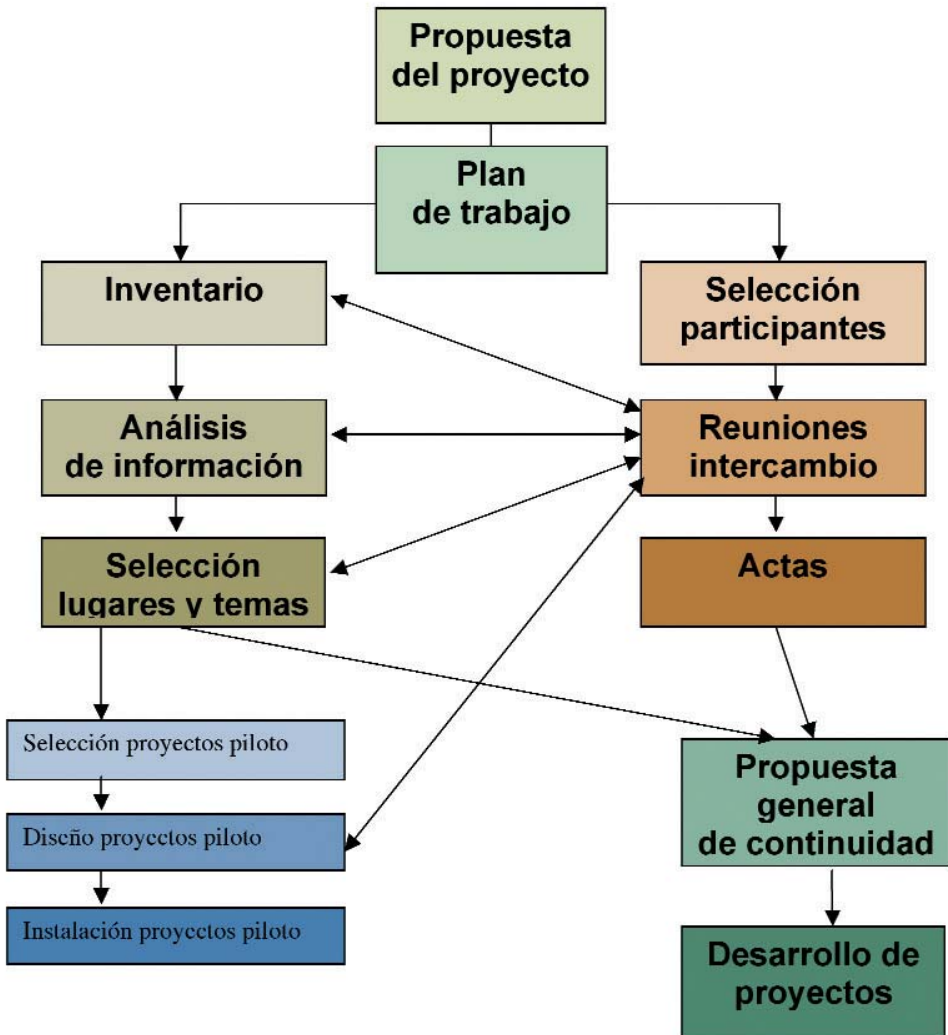 Propuesta
del proyecto
Plan
de trabajo
Inventario
Selección
participantes
Análisis
de información
Reuniones
intercambio
Selección
lugares y temas
Actas
Selección proyectos piloto
Propuesta
general
de continuidad
Diseño proyectos piloto
Instalación proyectos piloto
Desarrollo de
proyectos